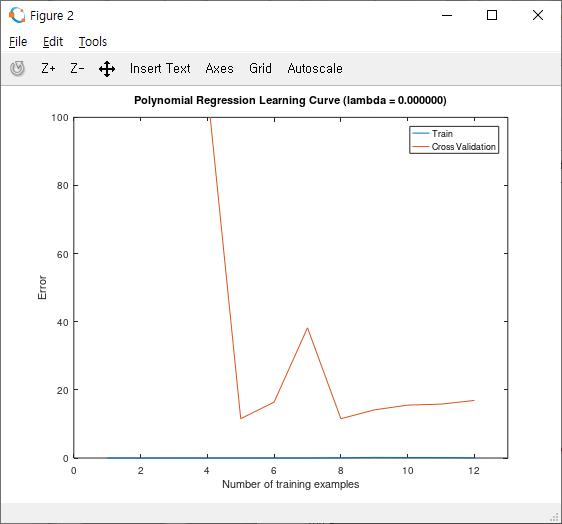 Figure 2
File Edit Tools
Z+ Z- Insert Text Axes Grid Autoscale
Polynomial Regression Learning Curve (lambda = 0.000000)
Train
Cross Validation
100
80
60
40
20
0
Error
0 2 4 6 8 10 12
Number of training examples